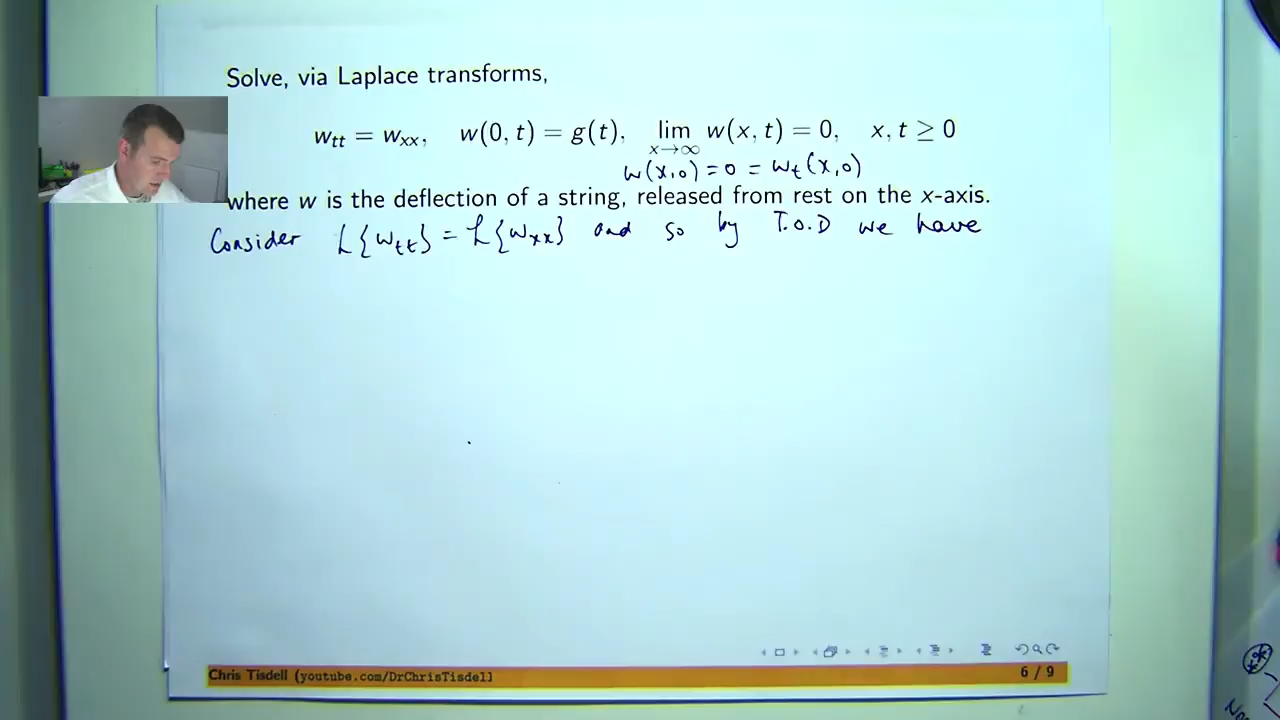 Solve, via Laplace transforms,
w_tt = w_xx, w(0, t) = g(t), lim_{x→∞} w(x, t) = 0, x, t ≥ 0
w(x,0) = 0 = w_t(x,0)
where w is the deflection of a string, released from rest on the x-axis.
Consider L{w_tt} = L{w_xx} and so by T.O.D we have
Chris Tisdell (youtube.com/DrChrisTisdell
6 / 9